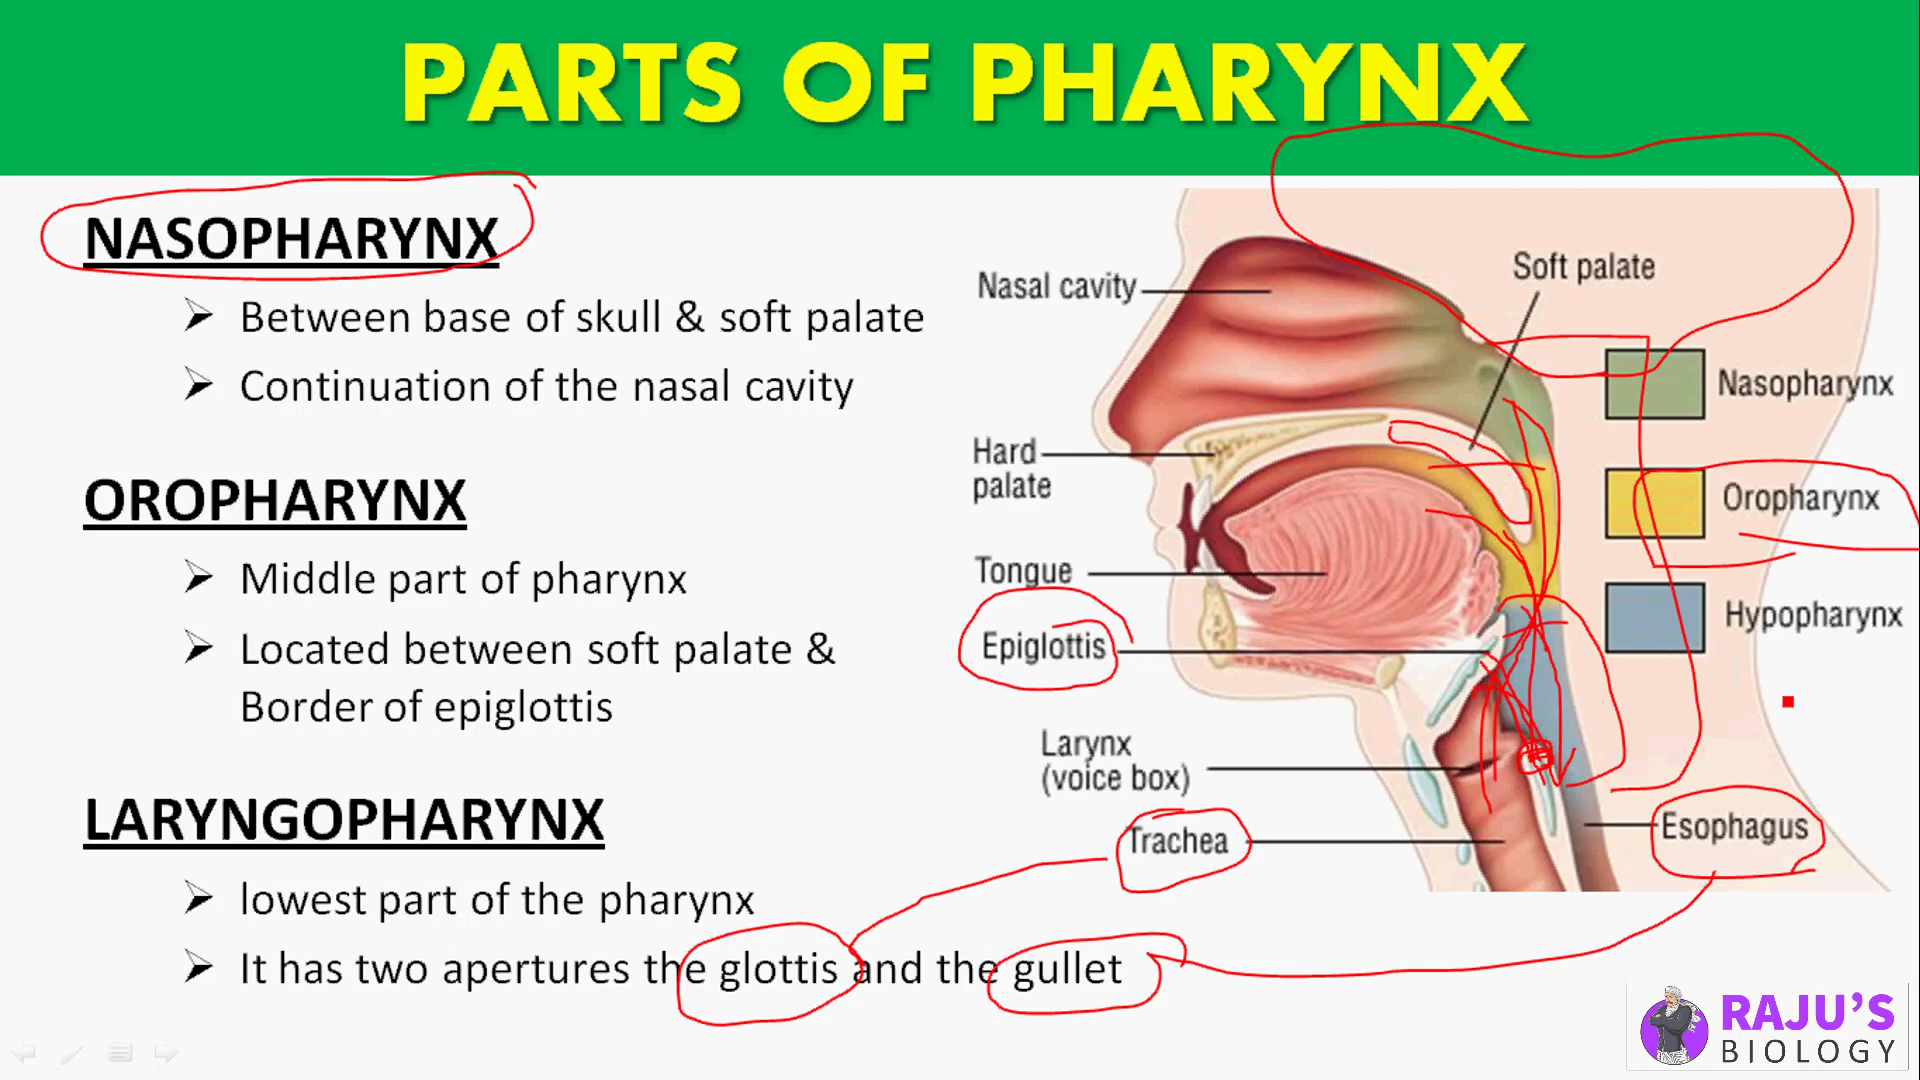 PARTS OF PHARYNX
NASOPHARYNX
Between base of skull & soft palate
Continuation of the nasal cavity
OROPHARYNX
Middle part of pharynx
Located between soft palate &
Border of epiglottis
LARYNGOPHARYNX
lowest part of the pharynx
It has two apertures the glottis and the gullet
Nasal cavity
Soft palate
Hard
palate
Tongue
Epiglottis
Larynx
(voice box)
Trachea
Esophagus
Nasopharynx
Oropharynx
Hypopharynx
RAJU'S
BIOLOGY